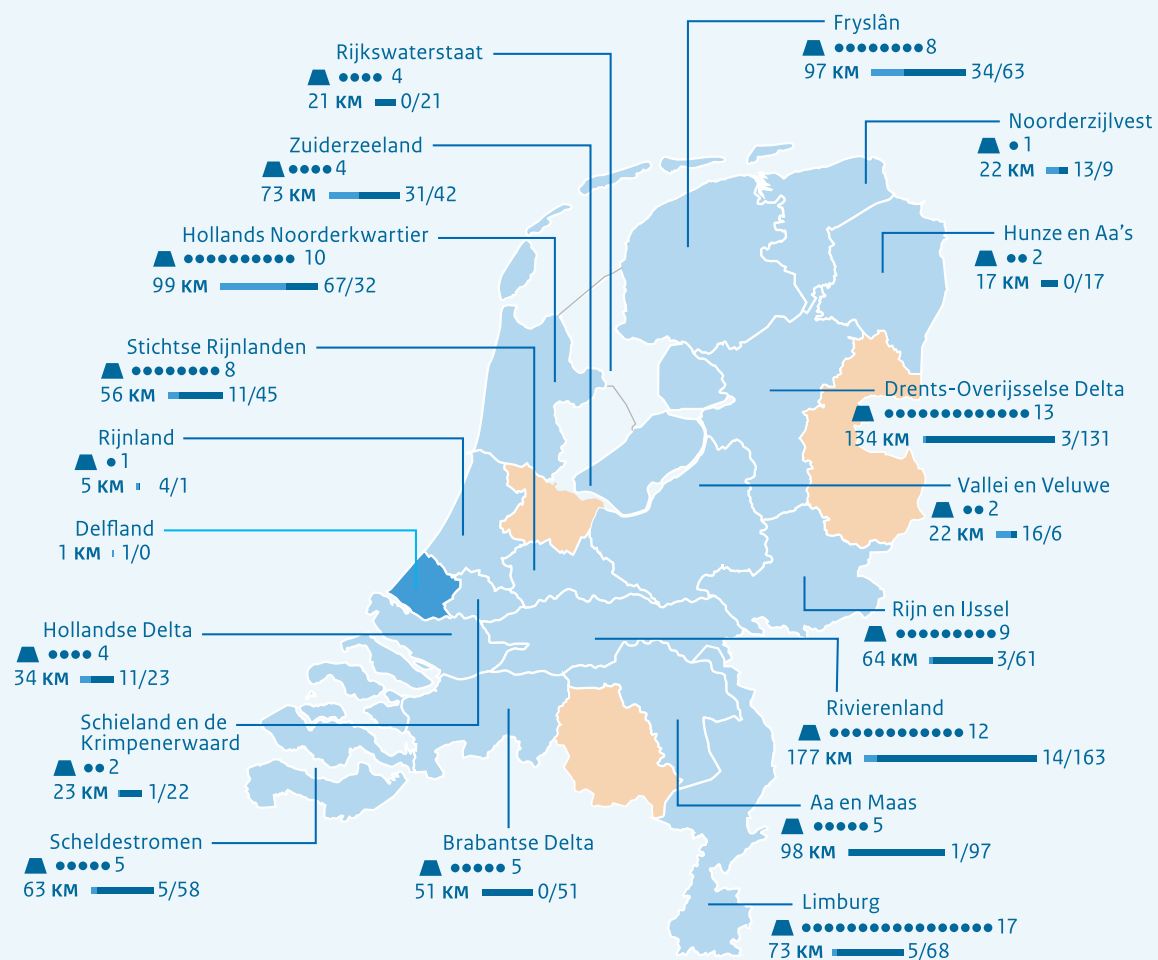 Fryslân
8
97 KM 34/63
Rijkswaterstaat
4
21 KM 0/21
Noorderzijlvest
1
22 KM 13/9
Zuiderzeeland
4
73 KM 31/42
Hollands Noorderkwartier
10
99 KM 67/32
Hunze en Aa's
2
17 KM 0/17
Stichtse Rijnlanden
8
56 KM 11/45
Drents-Overijsselse Delta
13
134 KM 3/131
Rijnland
1
5 KM 4/1
Vallei en Veluwe
2
22 KM 16/6
Delfland
1 KM 1/0
Rijn en IJssel
9
64 KM 3/61
Hollandse Delta
4
34 KM 11/23
Rivierenland
12
177 KM 14/163
Schieland en de
Krimpenerwaard
2
23 KM 1/22
Aa en Maas
5
98 KM 1/97
Scheldestromen
5
63 KM 5/58
Brabantse Delta
5
51 KM 0/51
Limburg
17
73 KM 5/68